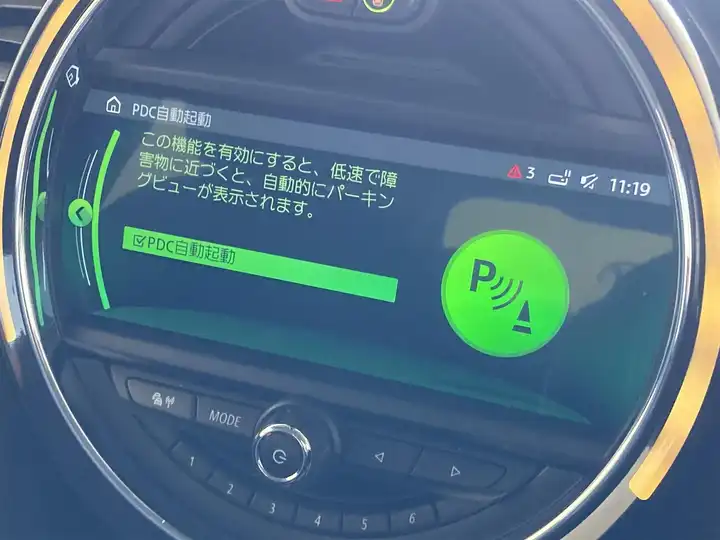 PDC自動起動
3
11:19
この機能を有効にすると、低速で障
害物に近づくと、自動的にパーキン
グビューが表示されます。
PDC自動起動
P
MODE
1 2 3 4 5 6